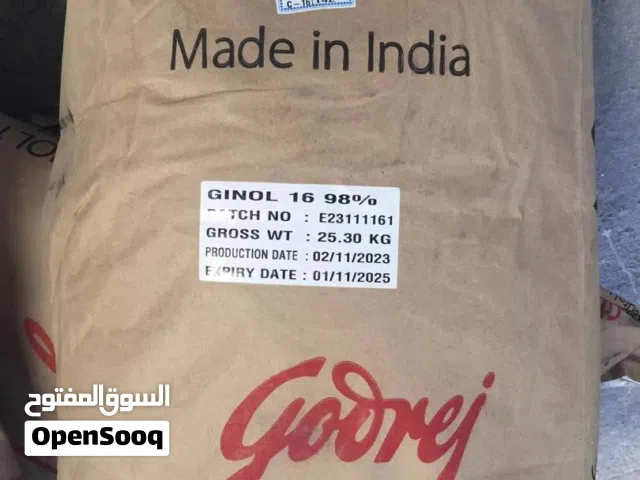 Made in India
GINOL 16 98%
BATCH NO : E23111161
GROSS WT : 25.30 KG
PRODUCTION DATE : 02/11/2023
EXPIRY DATE : 01/11/2025
Godrej
السوق المفتوح
OpenSooq